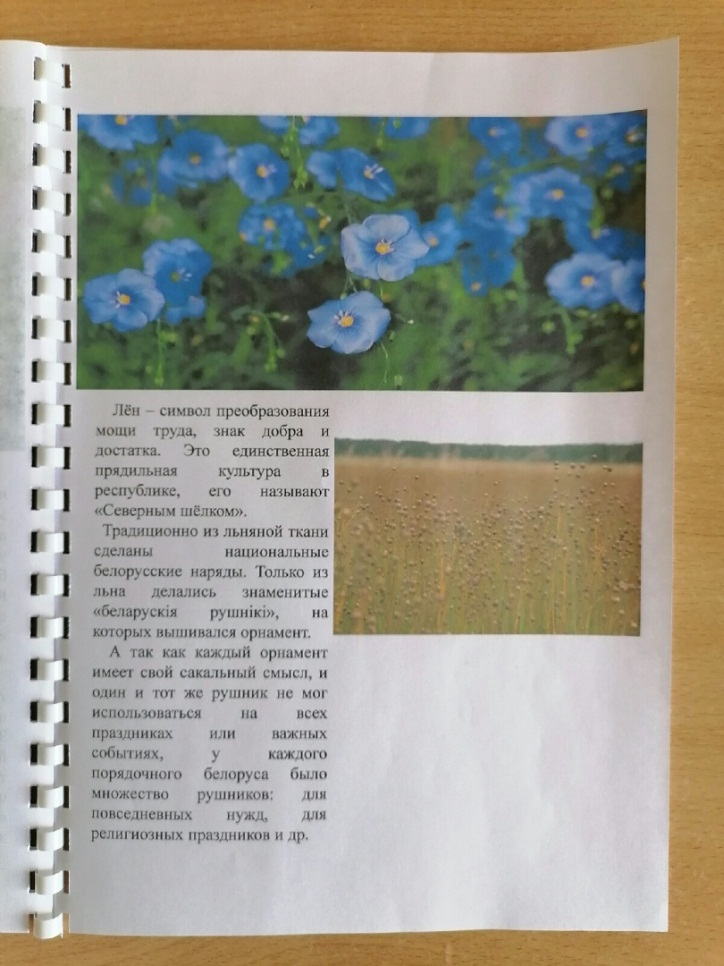 Лён – символ преобразования
мощи труда, знак добра и
достатка. Это единственная
прядильная культура в
республике, его называют
«Северным шёлком».
Традиционно из льняной ткани
сделаны национальные
белорусские наряды. Только из
льна делались знаменитые
«беларускія рушнікі», на
которых вышивался орнамент.
А так как каждый орнамент
имеет свой сакальный смысл, и
один и тот же рушник не мог
использоваться на всех
праздниках или важных
событиях, у каждого
порядочного белоруса было
множество рушников: для
повседневных нужд, для
религиозных праздников и др.